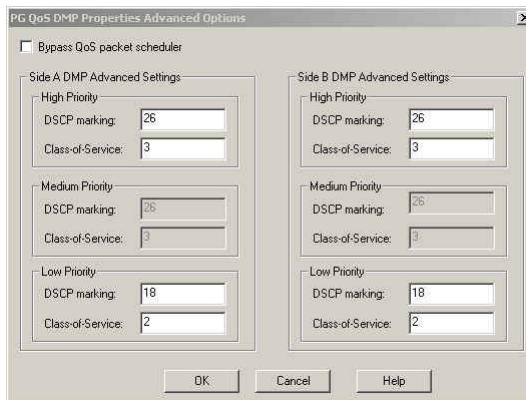 PG QoS DMP Properties Advanced Options
Bypass QoS packet scheduler
Side A DMP Advanced Settings
High Priority
DSCP marking: 26
Class-of-Service: 3
Medium Priority
DSCP marking: 26
Class-of-Service: 3
Low Priority
DSCP marking: 18
Class-of-Service: 2
Side B DMP Advanced Settings
High Priority
DSCP marking: 26
Class-of-Service: 3
Medium Priority
DSCP marking: 26
Class-of-Service: 3
Low Priority
DSCP marking: 18
Class-of-Service: 2
OK Cancel Help